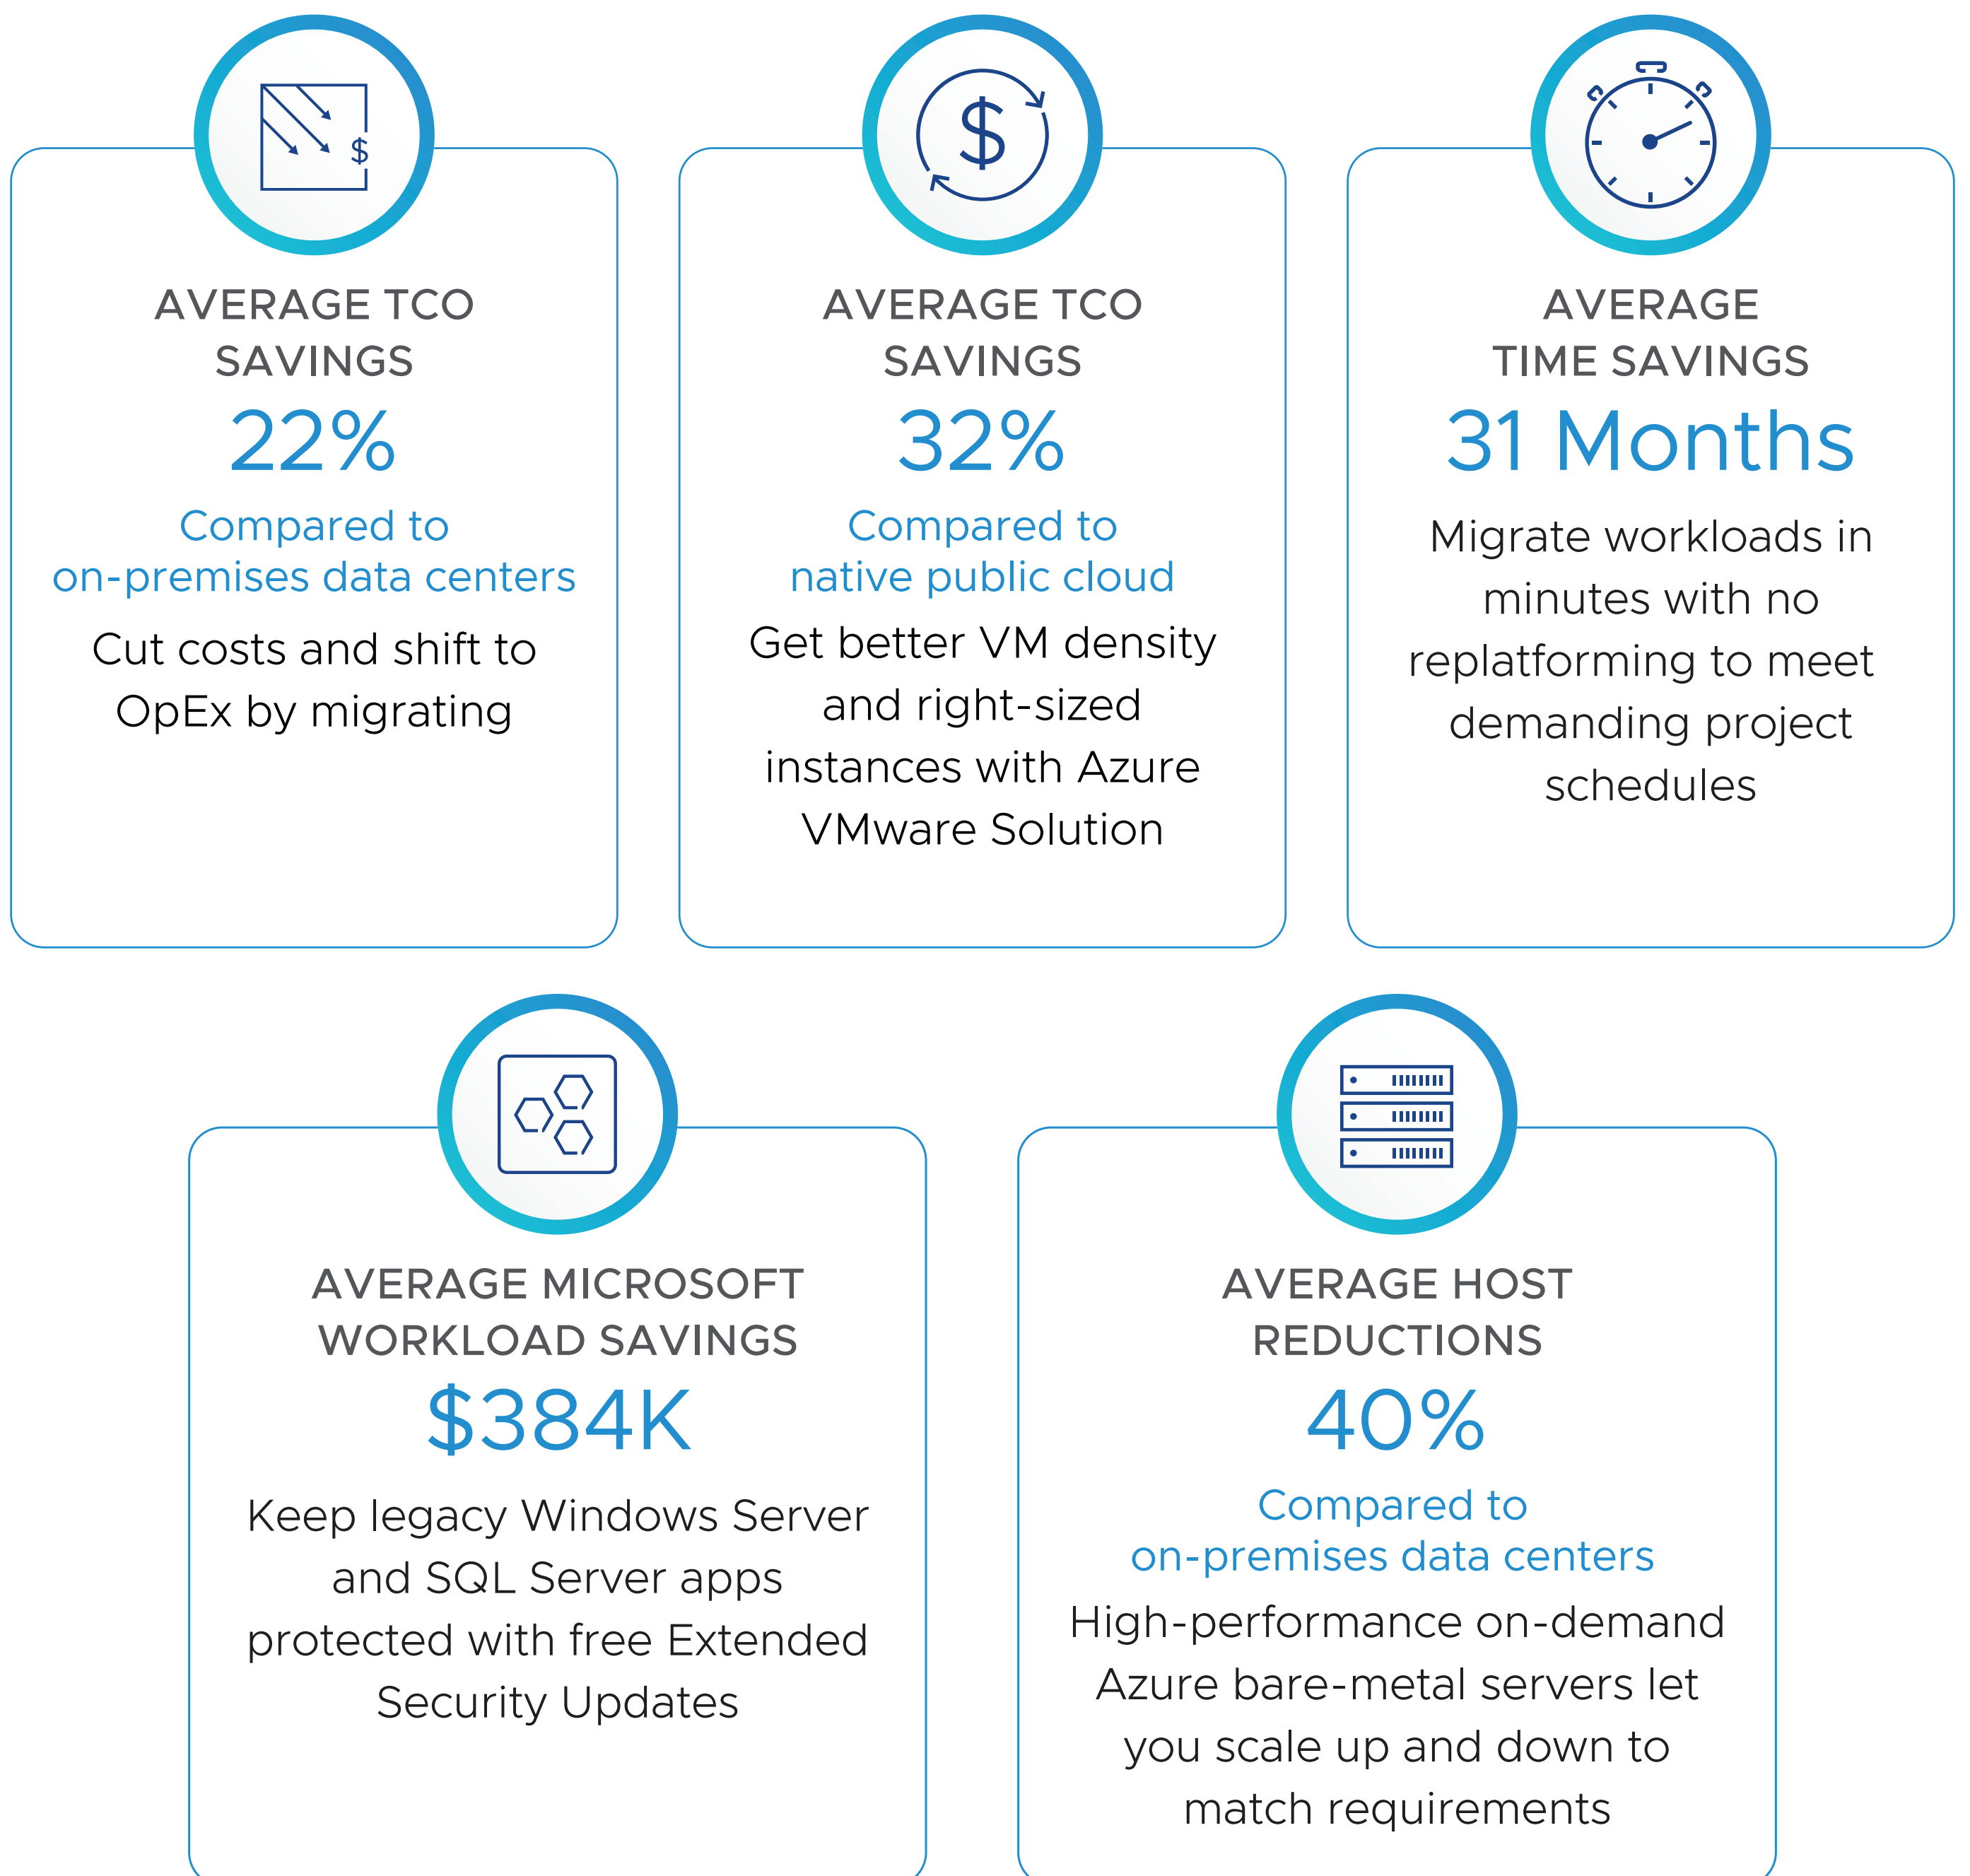 AVERAGE TCO
SAVINGS
22%
Compared to
on-premises data centers
Cut costs and shift to
OpEx by migrating
AVERAGE TCO
SAVINGS
32%
Compared to
native public cloud
Get better VM density
and right-sized
instances with Azure
VMware Solution
AVERAGE
TIME SAVINGS
31 Months
Migrate workloads in
minutes with no
replatforming to meet
demanding project
schedules
AVERAGE MICROSOFT
WORKLOAD SAVINGS
$384K
Keep legacy Windows Server
and SQL Server apps
protected with free Extended
Security Updates
AVERAGE HOST
REDUCTIONS
40%
Compared to
on-premises data centers
High-performance on-demand
Azure bare-metal servers let
you scale up and down to
match requirements